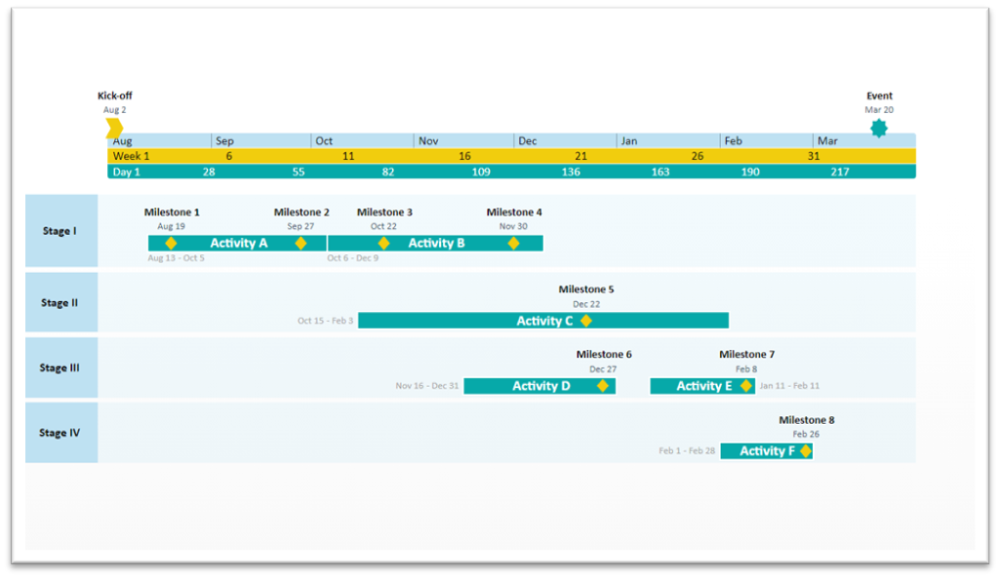 Kick-off
Aug 2
Event
Mar 20
Aug Sep Oct Nov Dec Jan Feb Mar
Week 1 6 11 16 21 26 31
Day 1 28 55 82 109 136 163 190 217
Stage I
Milestone 1 Milestone 2 Milestone 3 Milestone 4
Aug 19 Sep 27 Oct 22 Nov 30
Activity A Activity B
Aug 13 - Oct 5 Oct 6 - Dec 9
Stage II
Milestone 5
Dec 22
Oct 15 - Feb 3 Activity C
Stage III
Milestone 6 Milestone 7
Dec 27 Feb 8
Nov 16 - Dec 31 Activity D Activity E Jan 11 - Feb 11
Stage IV
Milestone 8
Feb 26
Feb 1 - Feb 28 Activity F